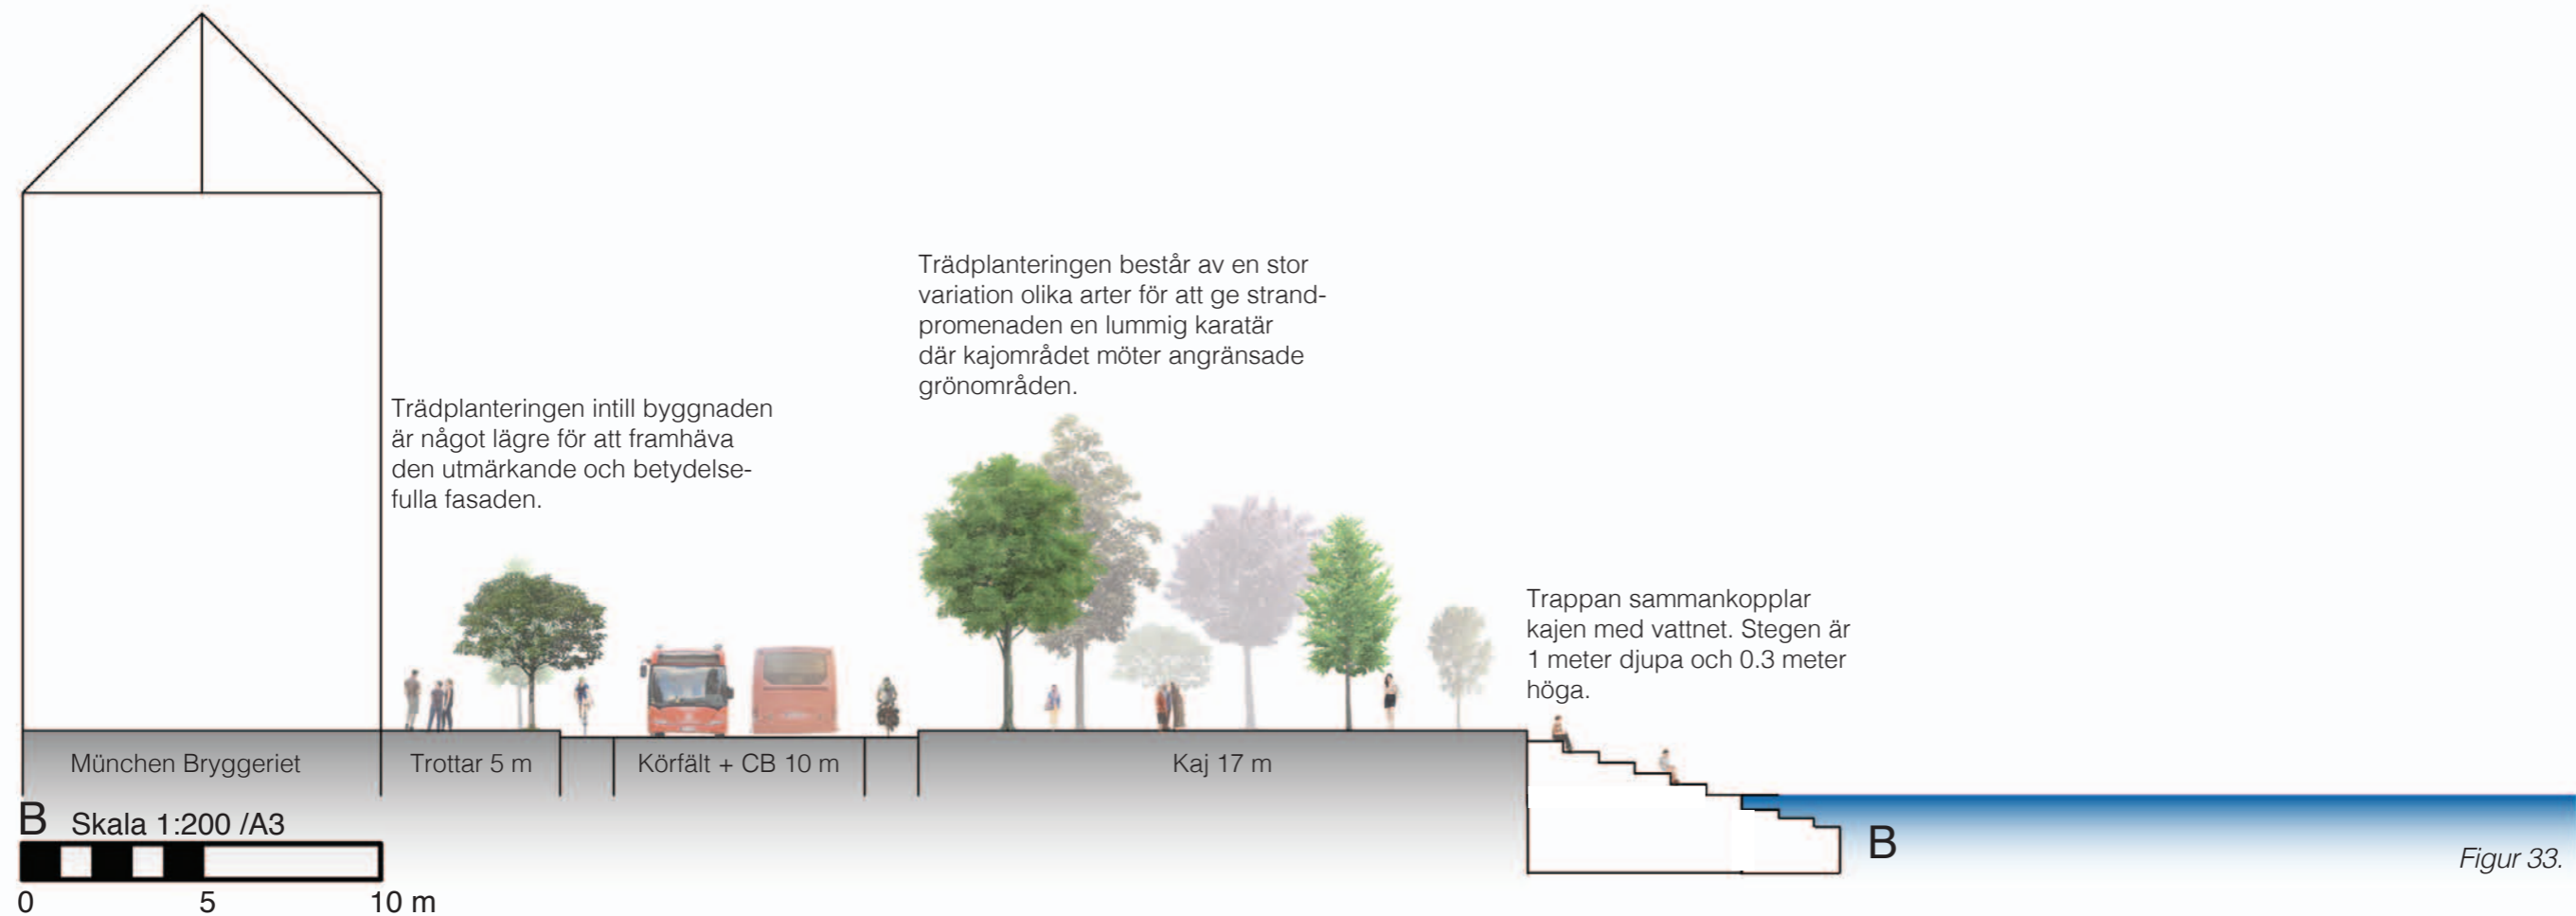 Trädplanteringen består av en stor
variation olika arter för att ge strand-
promenaden en lummig karatär
där kajområdet möter angränsade
grönområden.
Trädplanteringen intill byggnaden
är något lägre för att framhäva
den utmärkande och betydelse-
fulla fasaden.
Trappan sammankopplar
kajen med vattnet. Stegen är
1 meter djupa och 0.3 meter
höga.
München Bryggeriet
Trottar 5 m
Körfält + CB 10 m
Kaj 17 m
B Skala 1:200 /A3
B
0 5 10 m
Figur 33.